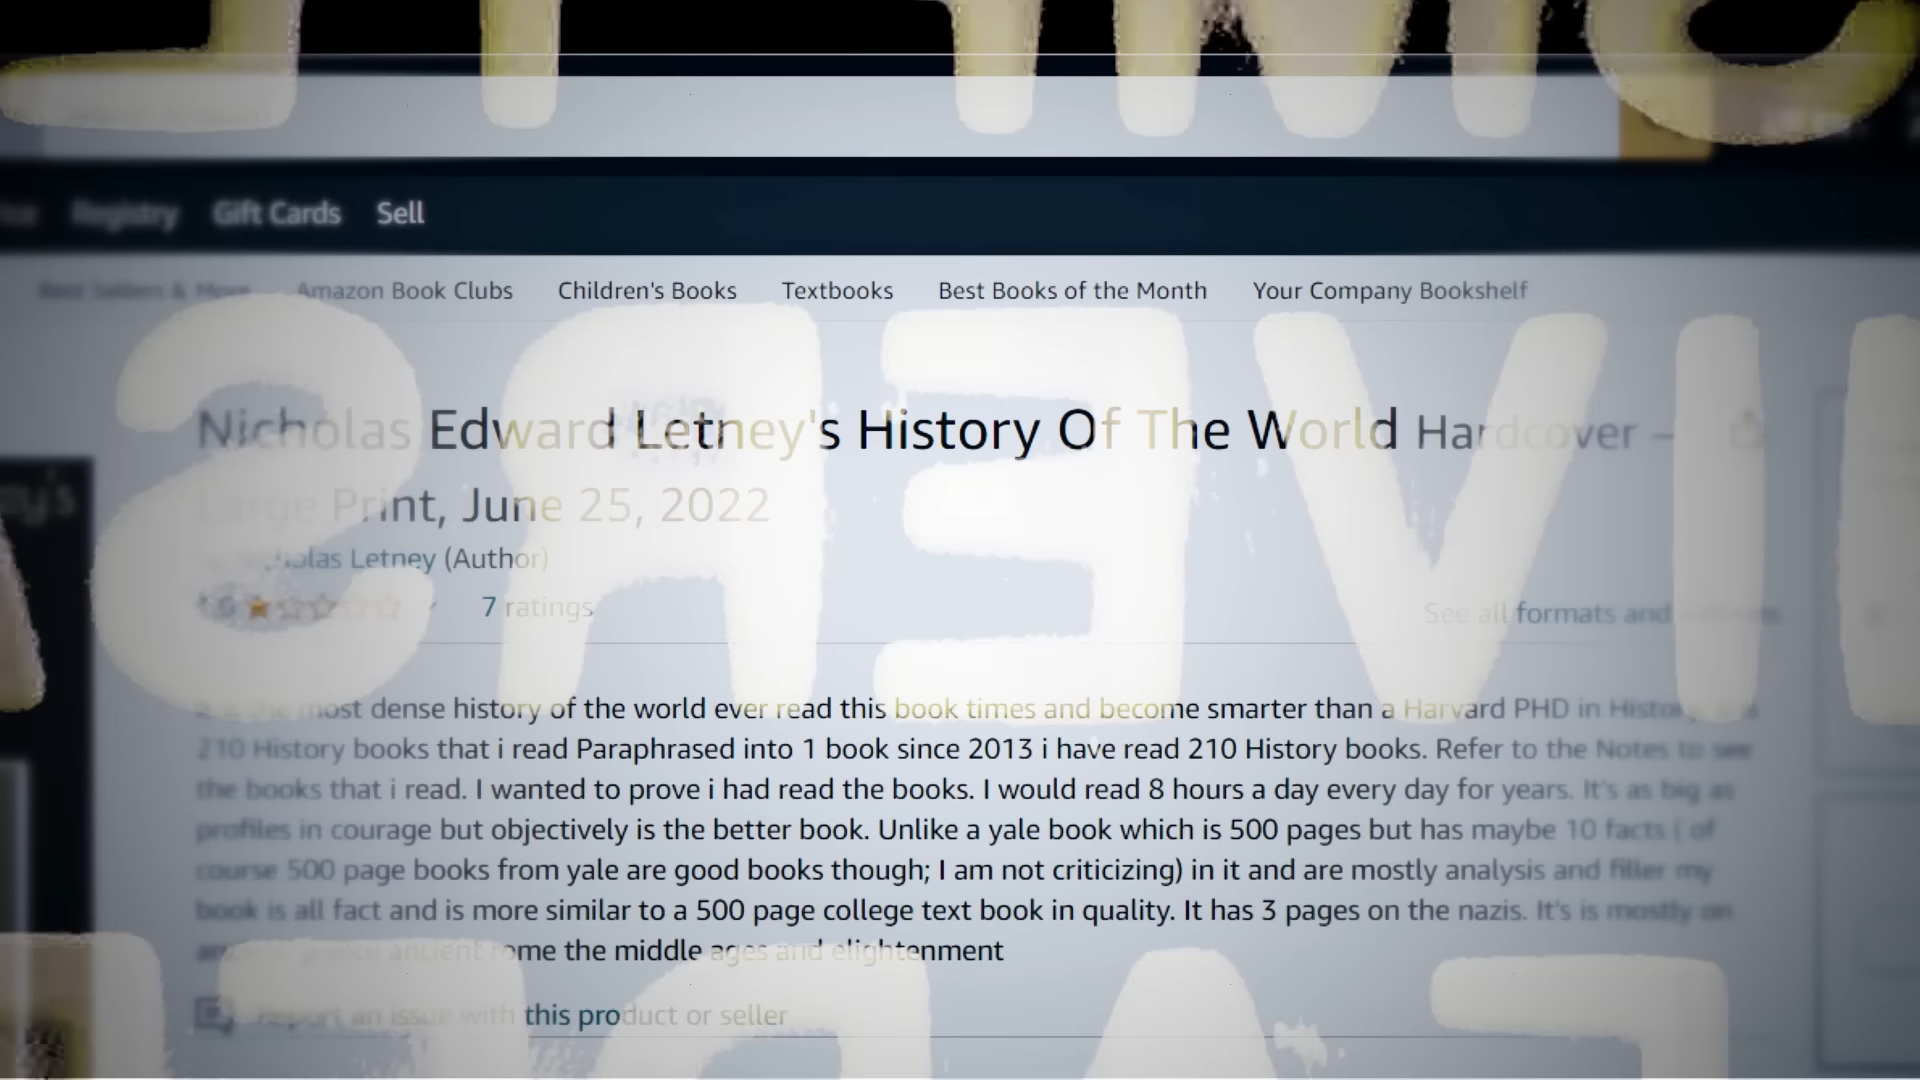 Registry Gift Cards Sell
Best Sellers & More Amazon Book Clubs Children's Books Textbooks Best Books of the Month Your Company Bookshelf
Nicholas Edward Letney's History Of The World Hardcover –
Large Print, June 25, 2022
Nicholas Letney (Author)
7 ratings
See all formats and
SREVI
most dense history of the world ever read this book times and become smarter than a Harvard PHD in History
210 History books that i read Paraphrased into 1 book since 2013 i have read 210 History books. Refer to the Notes to see
the books that i read. I wanted to prove i had read the books. I would read 8 hours a day every day for years. It's as big as
profiles in courage but objectively is the better book. Unlike a yale book which is 500 pages but has maybe 10 facts ( of
course 500 page books from yale are good books though; I am not criticizing) in it and are mostly analysis and filler my
book is all fact and is more similar to a 500 page college text book in quality. It has 3 pages on the nazis. It's is mostly on
ancient rome the middle ages and elightenment
Report an issue with this product or seller